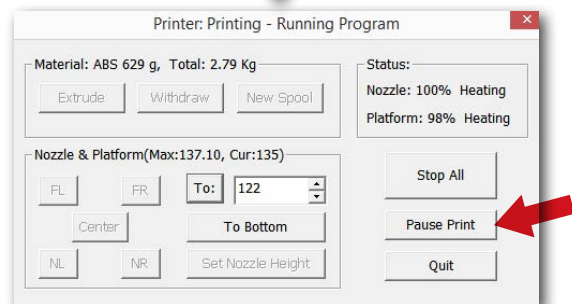 Printer: Printing - Running Program
Material: ABS 629 g, Total: 2.79 Kg
Extrude Withdraw New Spool
Status:
Nozzle: 100% Heating
Platform: 98% Heating
Nozzle & Platform(Max:137.10, Cur:135)
FL FR To: 122
Center To Bottom
NL NR Set Nozzle Height
Stop All
Pause Print
Quit